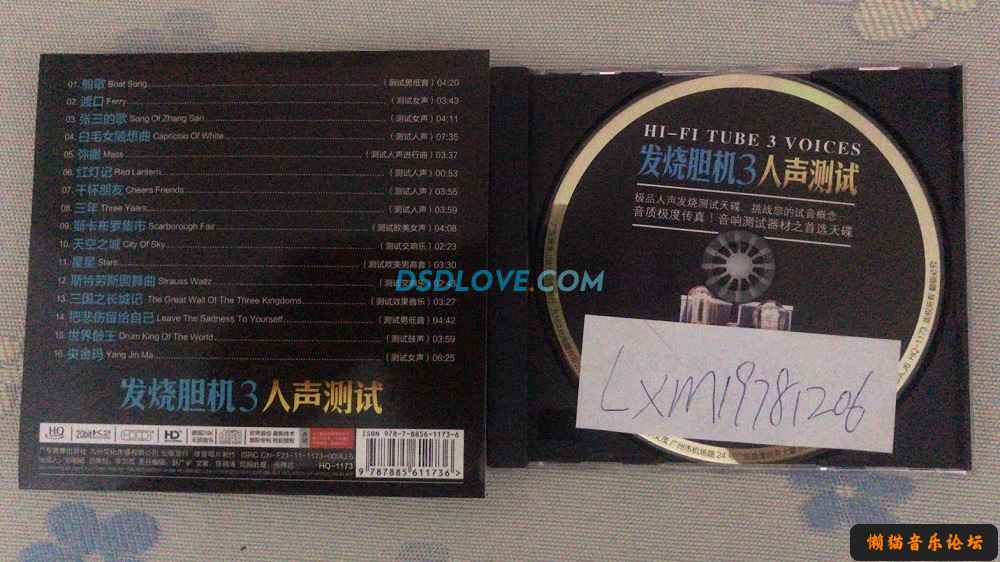 01. 船歌 Boat Song (测试男低音) 04:20
02. 渡口 Ferry (测试女声) 03:43
03. 张三的歌 Song Of Zhang San (测试女声) 04:11
04. 白毛女随想曲 Capriccio Of White (测试人声) 07:35
05. 弥撒 Mass (测试人声进行曲) 03:37
06. 红灯记 Red Lantern (测试人声) 00:53
07. 干杯朋友 Cheers Friends (测试人声) 03:55
08. 三年 Three Years (测试人声) 03:59
09. 斯卡布罗集市 Scarborough Fair (测试欧美女声) 04:08
10. 天空之城 City Of Sky (测试交响乐) 02:23
11. 星星 Stars (测试欧美男高音) 03:30
12. 斯特劳斯圆舞曲 Strauss Waltz
13. 三国之长城记 The Great Wall Of The Three Kingdoms (测试效果音乐) 03:27
14. 把悲伤留给自己 Leave The Sadness To Yourself (测试男低音) 04:42
15. 世界鼓王 Drum King Of The World (测试鼓声) 03:59
16. 央金玛 Yang Jin Ma (测试女声) 06:25
发烧胆机3人声测试
HQ
HD
ISBN 978-7-8856-1173-6
HQ-1173
9 787885 611736 >
HI-FI TUBE 3 VOICES
发烧胆机3人声测试
极品人声发烧测试天碟，挑战您的试音概念
音质极度传真！音响测试器材之首选天碟
DSDLOVE.COM
LXM19781206
懒猫音乐论坛